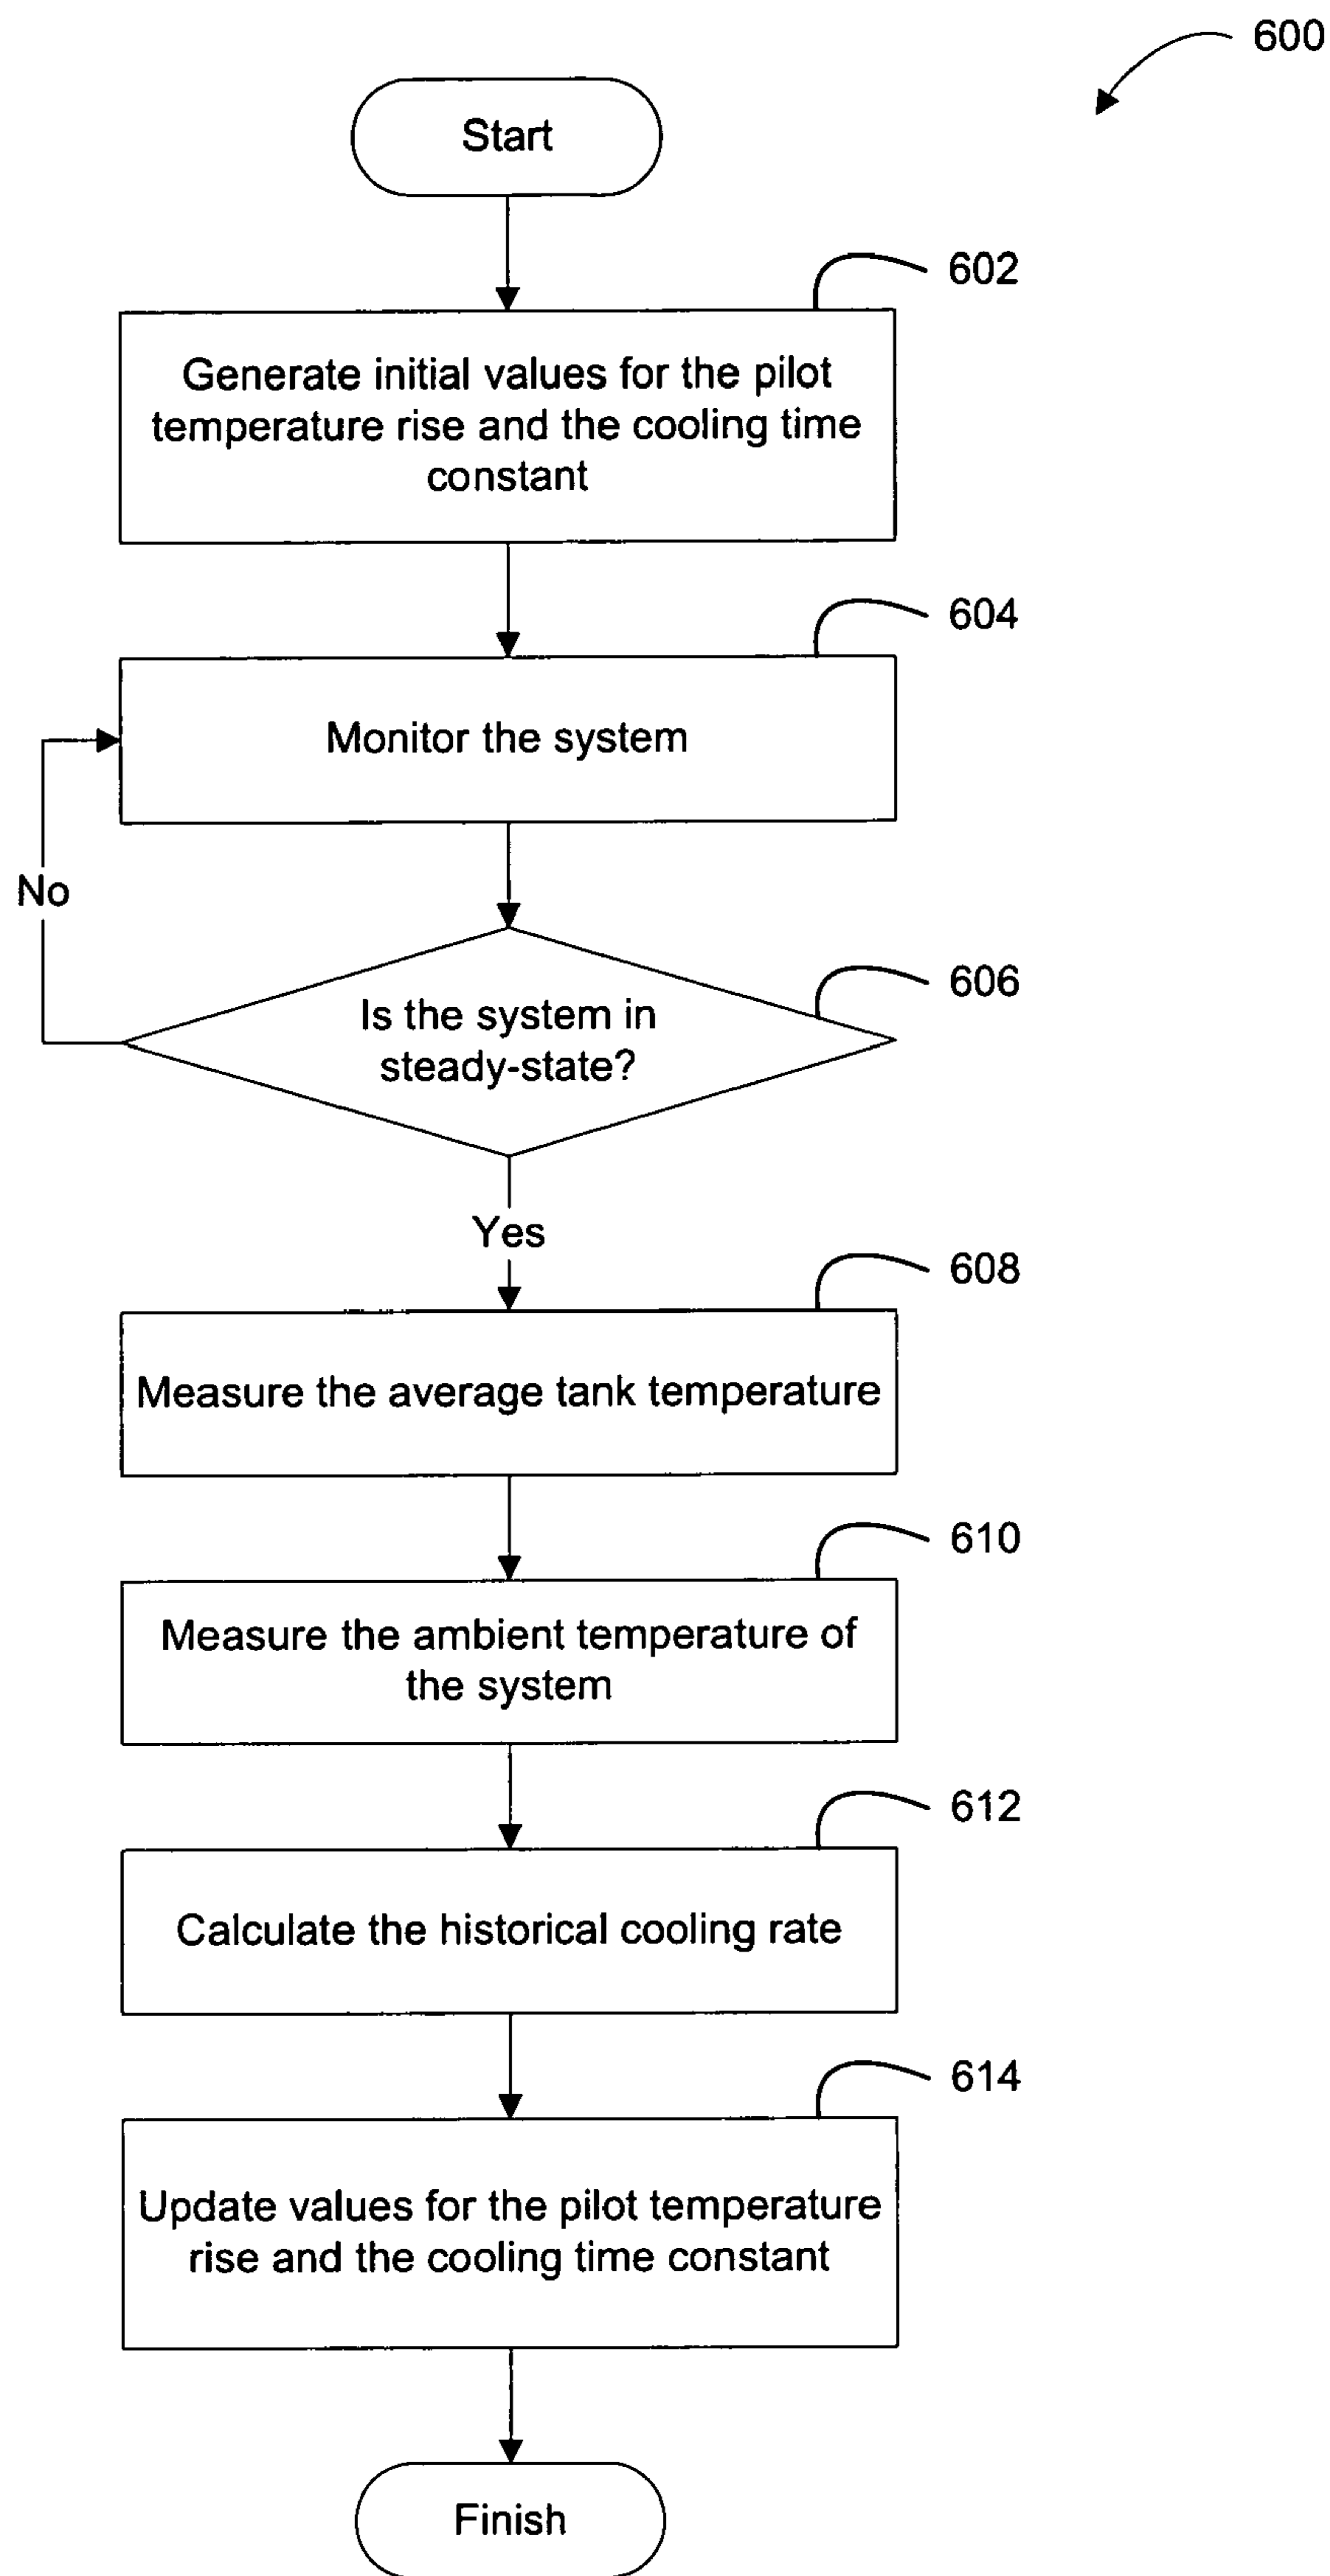 600
Start
602
Generate initial values for the pilot
temperature rise and the cooling time
constant
604
Monitor the system
No
606
Is the system in
steady-state?
Yes
608
Measure the average tank temperature
610
Measure the ambient temperature of
the system
612
Calculate the historical cooling rate
614
Update values for the pilot temperature
rise and the cooling time constant
Finish